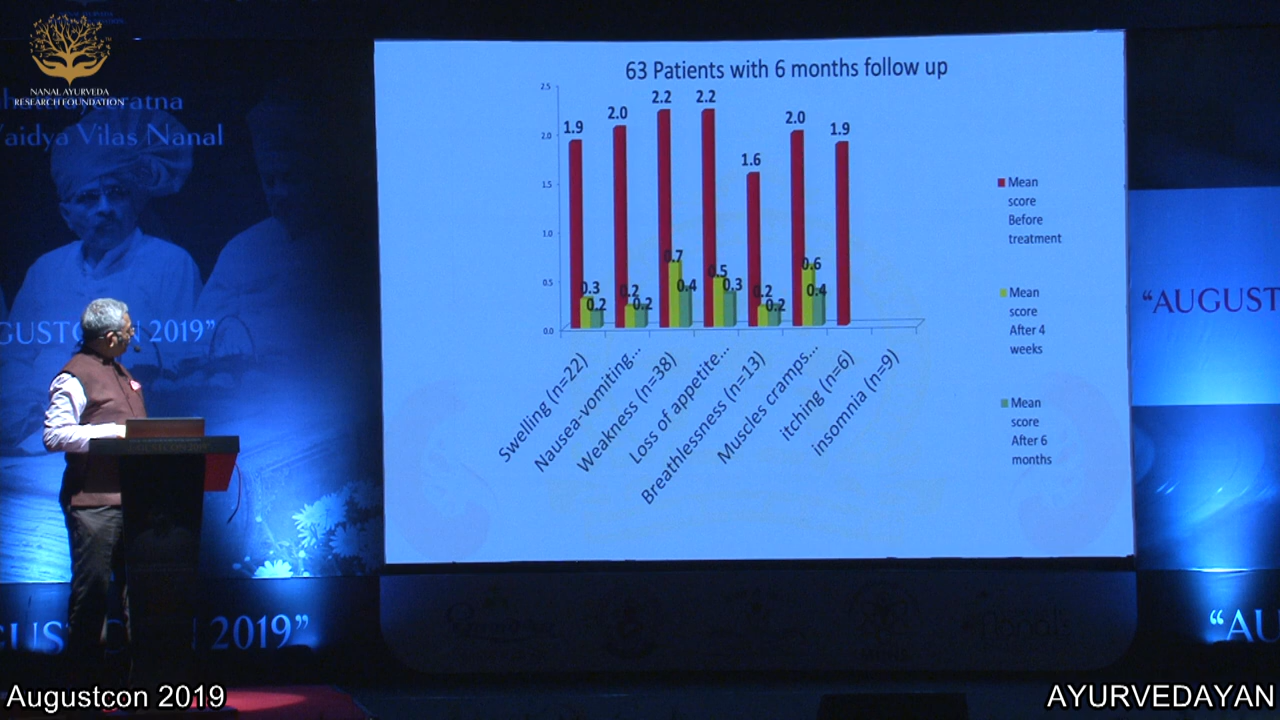 NANAL AYURVEDA
RESEARCH FOUNDATION
Vaidya Vilas Nanal
2019”
2019”
“AUGUST
“AU
63 Patients with 6 months follow up
2.5
2.0
1.5
1.0
0.5
0.0
1.9
2.0
2.2
2.2
1.6
2.0
1.9
0.3
0.2
0.2
0.2
0.7
0.4
0.5
0.3
0.2
0.2
0.6
0.4
Swelling (n=22)
Nausea-vomiting...
Weakness (n=38)
Loss of appetite...
Breathlessness (n=13)
Muscles cramps...
itching (n=6)
insomnia (n=9)
Mean
score
Before
treatment
Mean
score
After 4
weeks
Mean
score
After 6
months
Augustcon 2019
AYURVEDAYAN